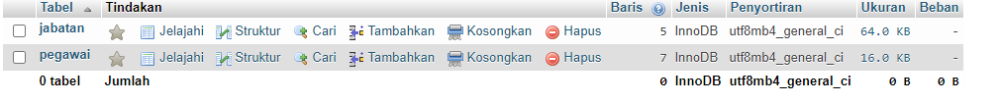 Tabel Tindakan Baris Jenis Penyortiran Ukuran Beban
jabatan Jelajahi Struktur Cari Tambahkan Kosongkan Hapus 5 InnoDB utf8mb4_general_ci 64.0 KB -
pegawai Jelajahi Struktur Cari Tambahkan Kosongkan Hapus 7 InnoDB utf8mb4_general_ci 16.0 KB -
0 tabel Jumlah 0 InnoDB utf8mb4_general_ci 0 B 0 B